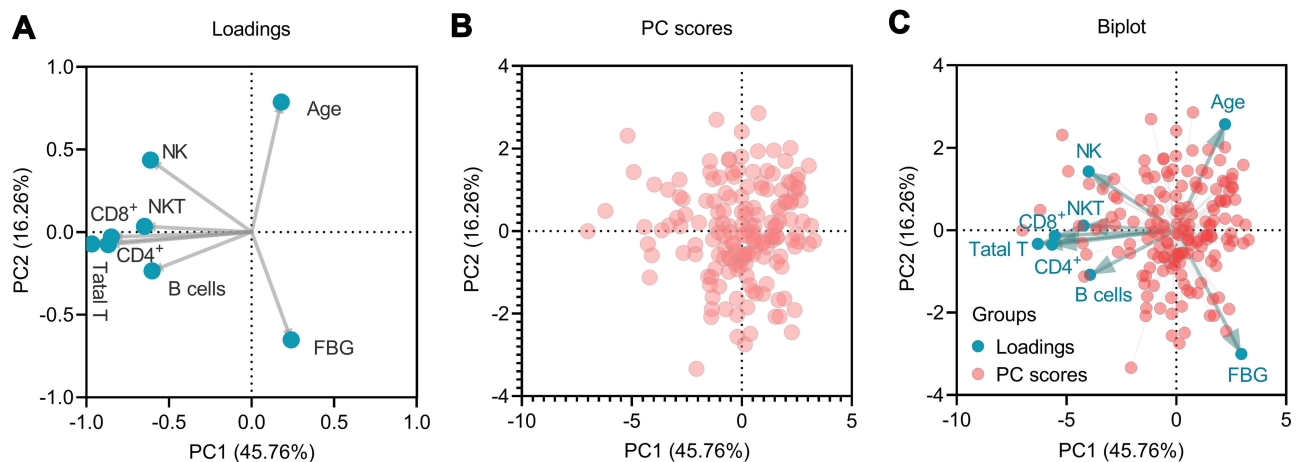 A
Loadings
1.0
0.5
0.0
-0.5
-1.0
-1.0
-0.5
0.0
0.5
1.0
PC2 (16.26%)
PC1 (45.76%)
Age
NK
NKT
CD8+
CD4+
Tatal T
B cells
FBG
B
PC scores
4
2
0
-2
-4
-10
-5
0
5
PC2 (16.26%)
PC1 (45.76%)
C
Biplot
4
2
0
-2
-4
-10
-5
0
5
PC2 (16.26%)
PC1 (45.76%)
Age
NK
NKT
CD8+
Tatal T
CD4+
B cells
FBG
Groups
Loadings
PC scores